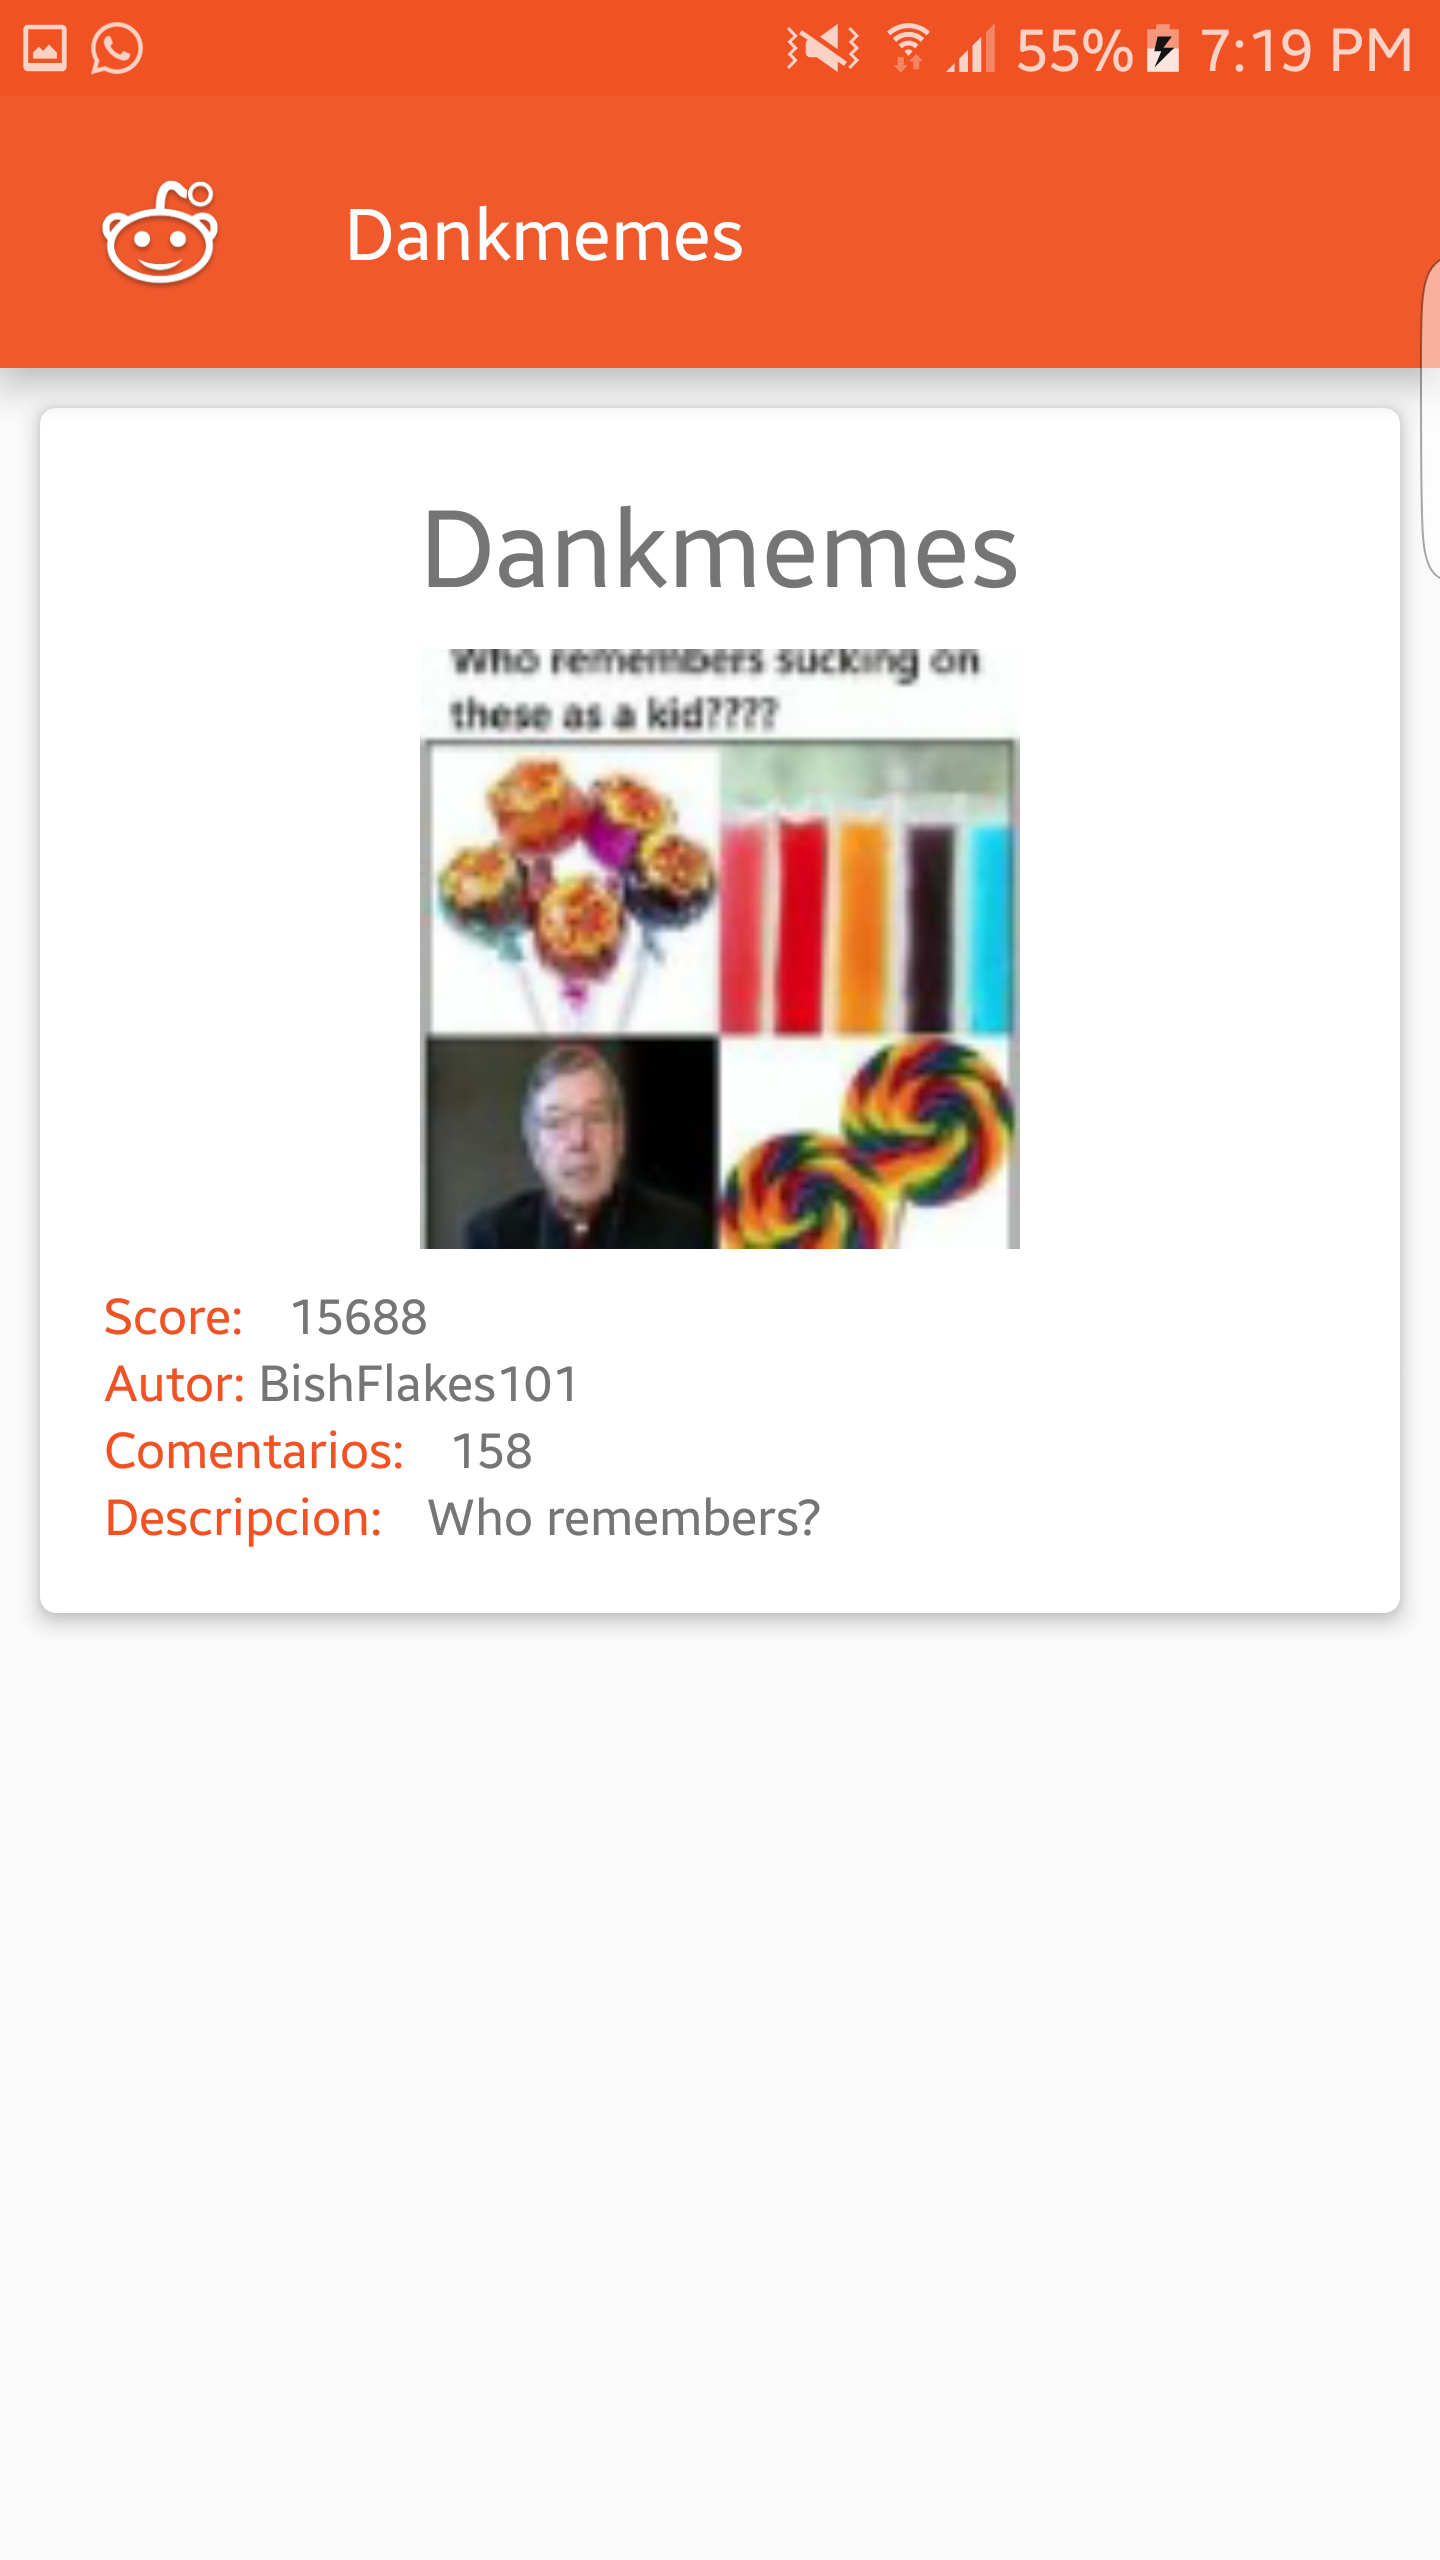 55% 7:19 PM
Dankmemes
Dankmemes
Who remembers sucking on
these as a kid????
Score: 15688
Autor: BishFlakes101
Comentarios: 158
Descripcion: Who remembers?